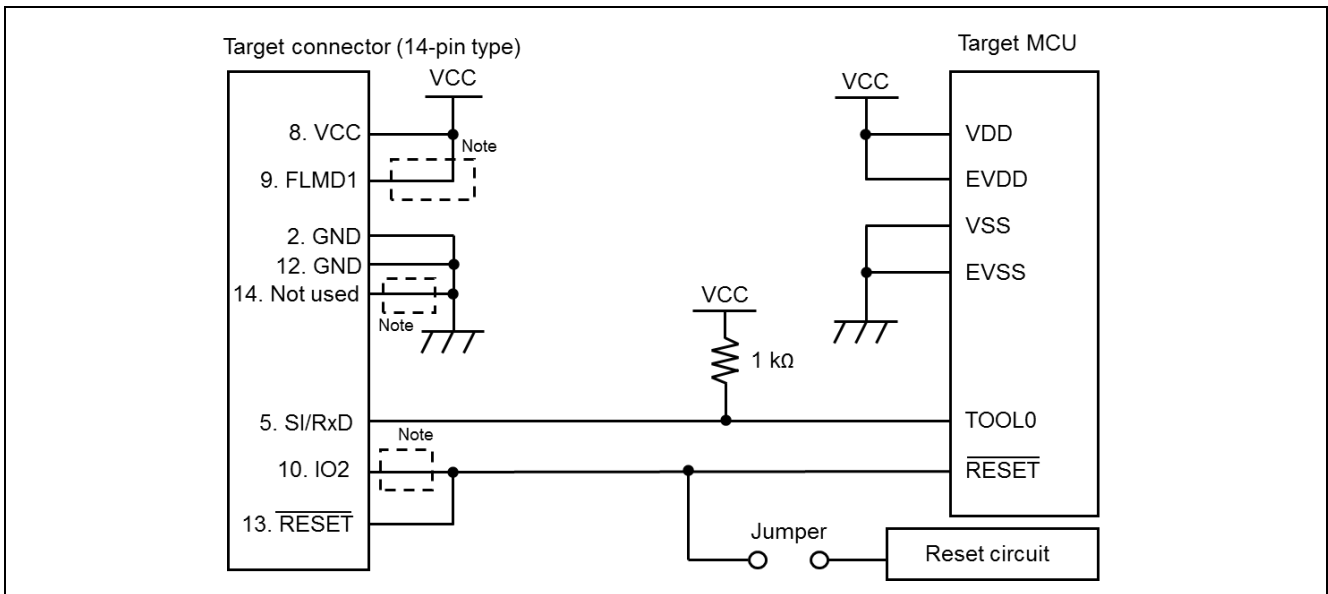 Target connector (14-pin type)
Target MCU
VCC
VCC
8. VCC
Note
9. FLMD1
2. GND
12. GND
14. Not used
Note
VDD
EVDD
VSS
EVSS
VCC
1 kΩ
5. SI/RxD
Note
TOOL0
10. IO2
RESET
13. RESET
Jumper
Reset circuit